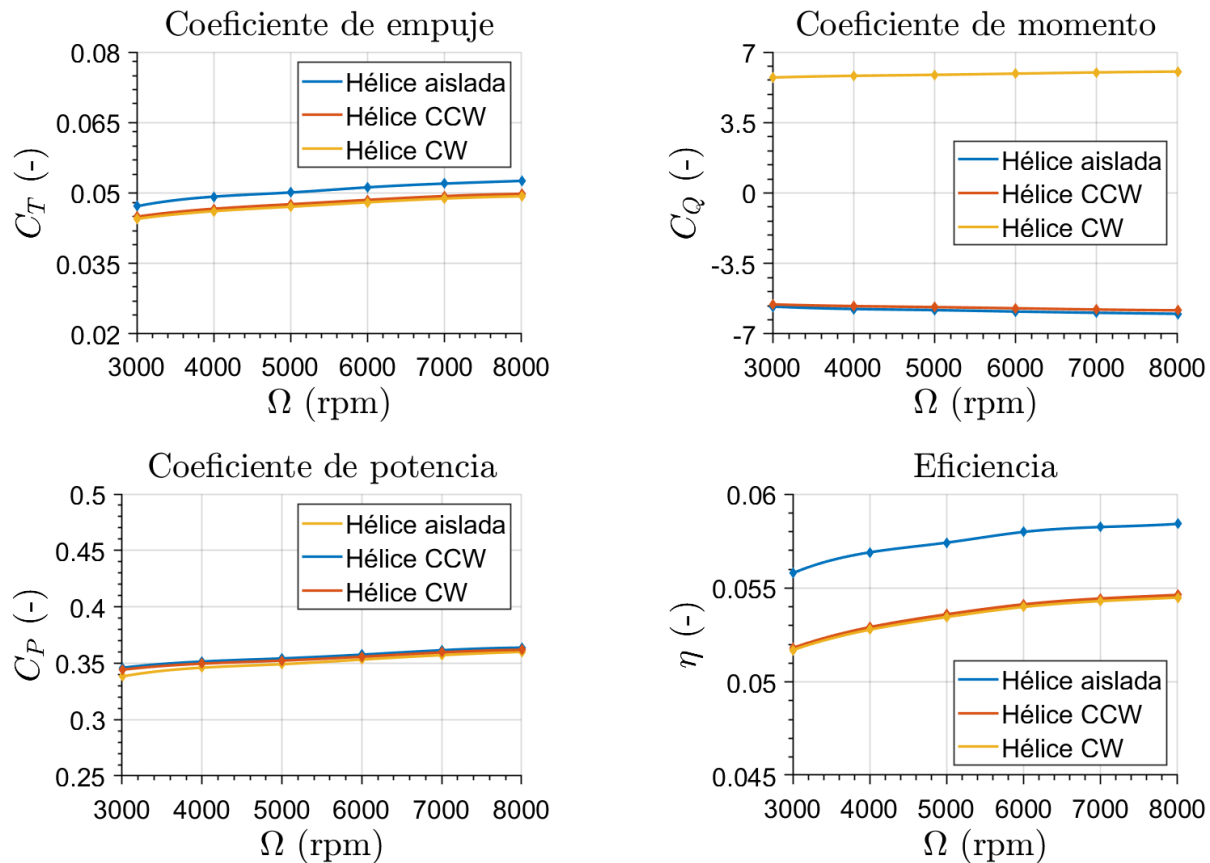 Coeficiente de empuje
0.08
0.065
0.05
0.035
0.02
C_T (-)
Hélice aislada
Hélice CCW
Hélice CW
3000 4000 5000 6000 7000 8000
Ω (rpm)
Coeficiente de momento
7
3.5
0
-3.5
-7
C_Q (-)
Hélice aislada
Hélice CCW
Hélice CW
3000 4000 5000 6000 7000 8000
Ω (rpm)
Coeficiente de potencia
0.5
0.45
0.4
0.35
0.3
0.25
C_P (-)
Hélice aislada
Hélice CCW
Hélice CW
3000 4000 5000 6000 7000 8000
Ω (rpm)
Eficiencia
0.06
0.055
0.05
0.045
η (-)
Hélice aislada
Hélice CCW
Hélice CW
3000 4000 5000 6000 7000 8000
Ω (rpm)